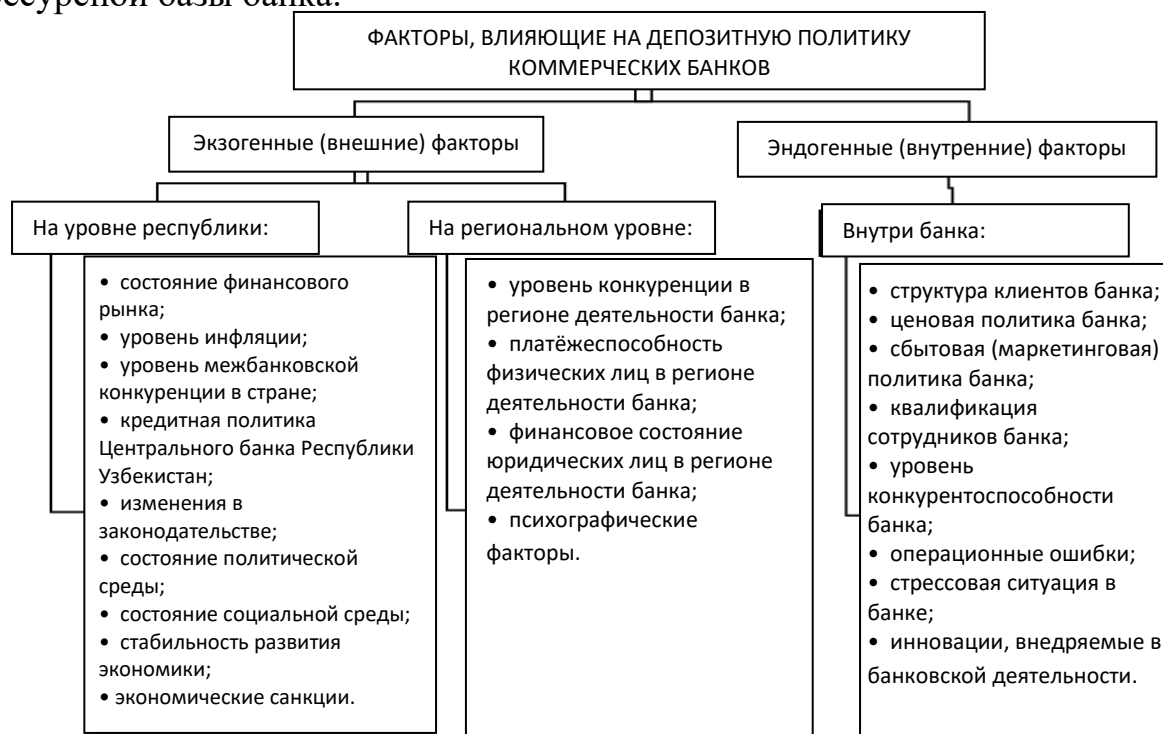 базы банка.
ФАКТОРЫ, ВЛИЯЮЩИЕ НА ДЕПОЗИТНУЮ ПОЛИТИКУ
КОММЕРЧЕСКИХ БАНКОВ
Экзогенные (внешние) факторы
Эндогенные (внутренние) факторы
На уровне республики:
На региональном уровне:
Внутри банка:
• состояние финансового
рынка;
• уровень инфляции;
• уровень межбанковской
конкуренции в стране;
• кредитная политика
Центрального банка Республики
Узбекистан;
• изменения в
законодательстве;
• состояние политической
среды;
• состояние социальной среды;
• стабильность развития
экономики;
• экономические санкции.
• уровень конкуренции в
регионе деятельности банка;
• платёжеспособность
физических лиц в регионе
деятельности банка;
• финансовое состояние
юридических лиц в регионе
деятельности банка;
• психографические
факторы.
• структура клиентов банка;
• ценовая политика банка;
• сбытовая (маркетинговая)
политика банка;
• квалификация
сотрудников банка;
• уровень
конкурентоспособности
банка;
• операционные ошибки;
• стрессовая ситуация в
банке;
• инновации, внедряемые в
банковской деятельности.